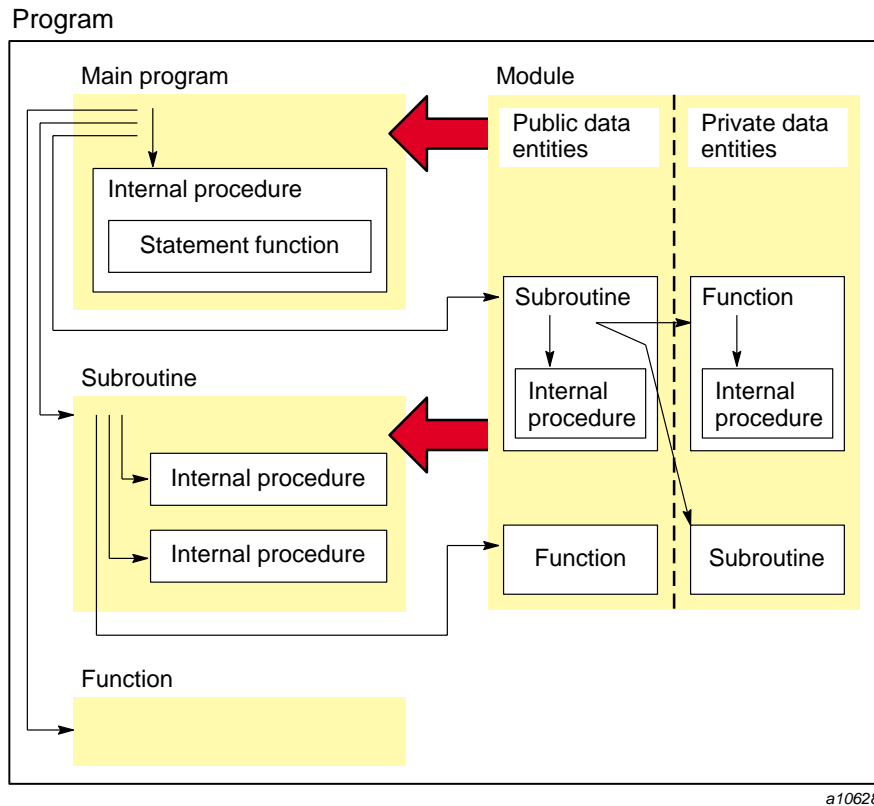 Program
Main program
Internal procedure
Statement function
Subroutine
Internal procedure
Internal procedure
Function
Module
Public data
entities
Private data
entities
Subroutine
Internal
procedure
Function
Internal
procedure
Function
Subroutine
a10628